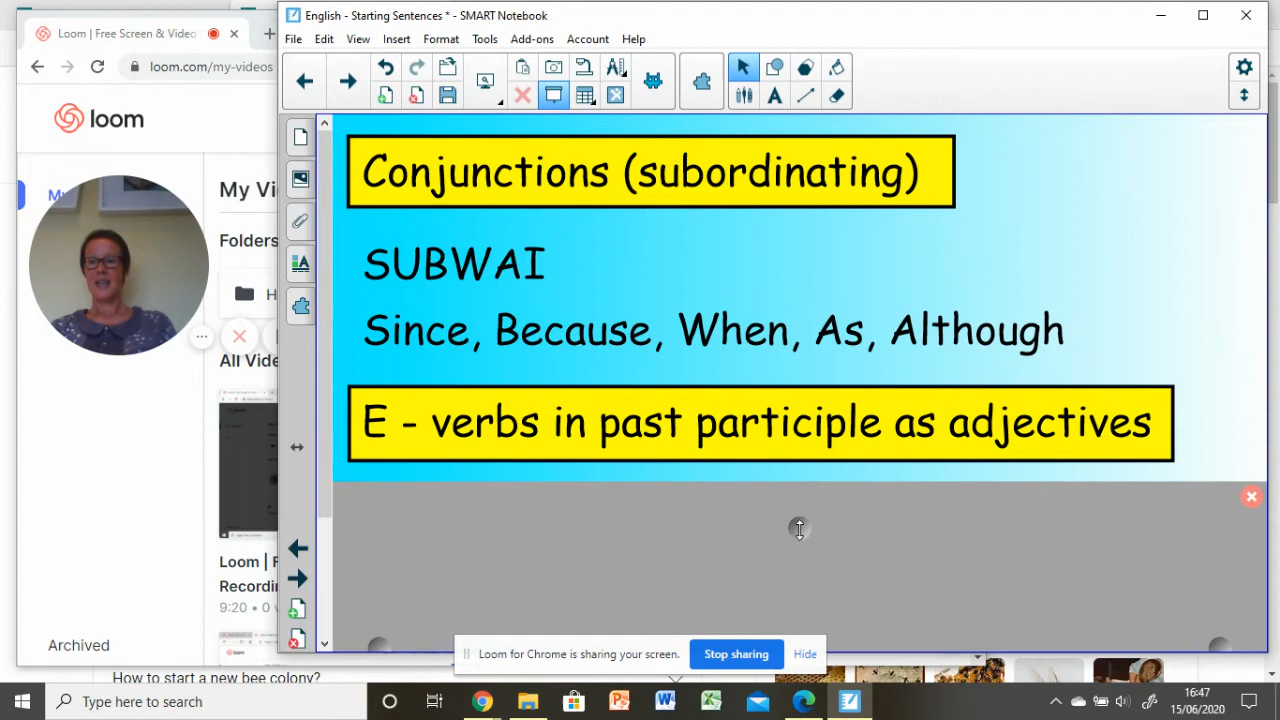 Loom | Free Screen & Video
English - Starting Sentences * - SMART Notebook
File Edit View Insert Format Tools Add-ons Account Help
loom.com/my-videos
loom
My Vi
Folders
H
All Vide
Loom | F
Recordin
9:20 • 0 v
Archived
How to start a new bee colony?
Conjunctions (subordinating)
SUBWAI
Since, Because, When, As, Although
E - verbs in past participle as adjectives
Loom for Chrome is sharing your screen. Stop sharing Hide
Type here to search
16:47
15/06/2020